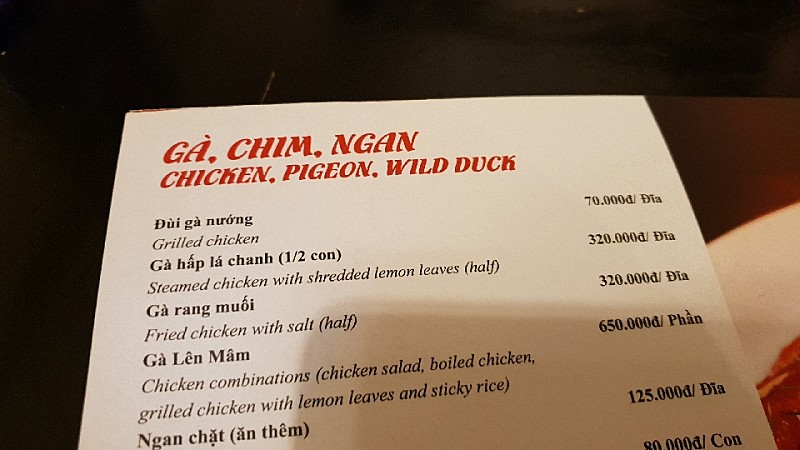 GÀ, CHIM, NGAN
CHICKEN, PIGEON, WILD DUCK
Đùi gà nướng 70.000đ/ Đĩa
Grilled chicken
Gà hấp lá chanh (1/2 con) 320.000đ/ Đĩa
Steamed chicken with shredded lemon leaves (half)
Gà rang muối 320.000đ/ Đĩa
Fried chicken with salt (half)
Gà Lên Mâm 650.000đ/ Phần
Chicken combinations (chicken salad, boiled chicken,
grilled chicken with lemon leaves and sticky rice)
Ngan chặt (ăn thêm) 125.000đ/ Đĩa
80.000đ/ Con